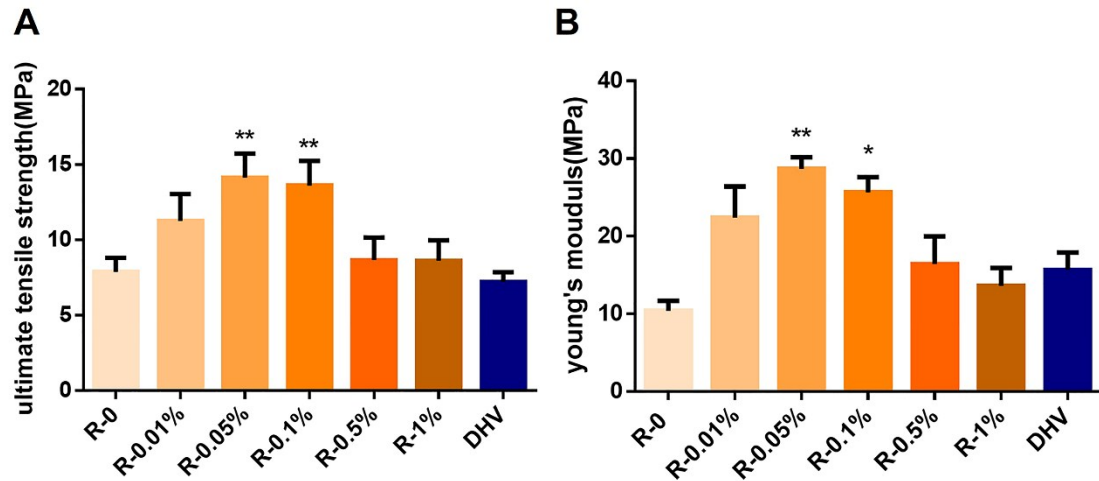 A
ultimate tensile strength(MPa)
20
15
10
5
0
**
**
R-0
R-0.01%
R-0.05%
R-0.1%
R-0.5%
R-1%
DHV
B
young's mouduls(MPa)
40
30
20
10
0
**
*
R-0
R-0.01%
R-0.05%
R-0.1%
R-0.5%
R-1%
DHV